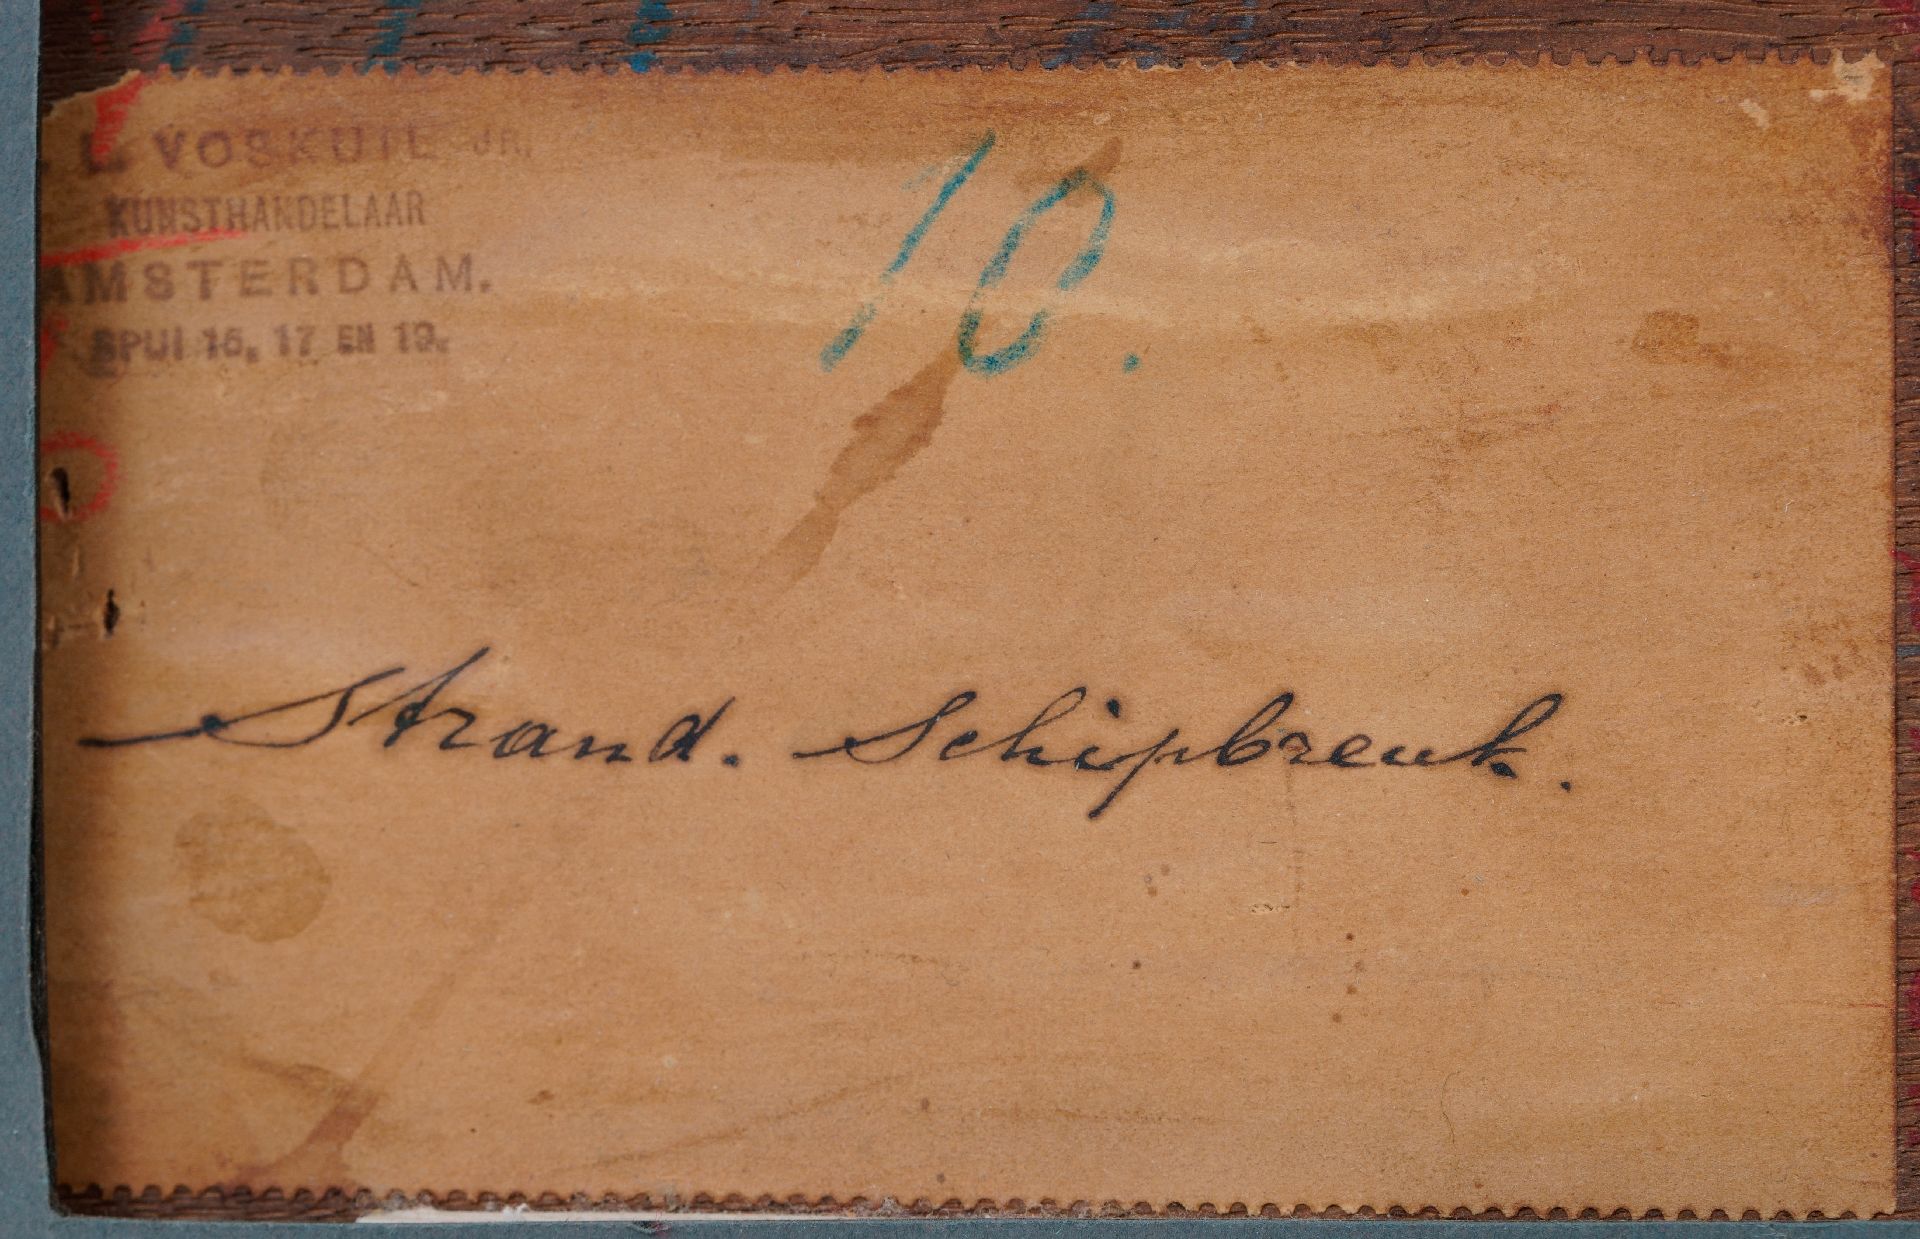 VOSKUIL JR.
KUNSTHANDELAAR
AMSTERDAM.
SPUI 15, 17 EN 19.
10.
Strand. Schipbreuk.